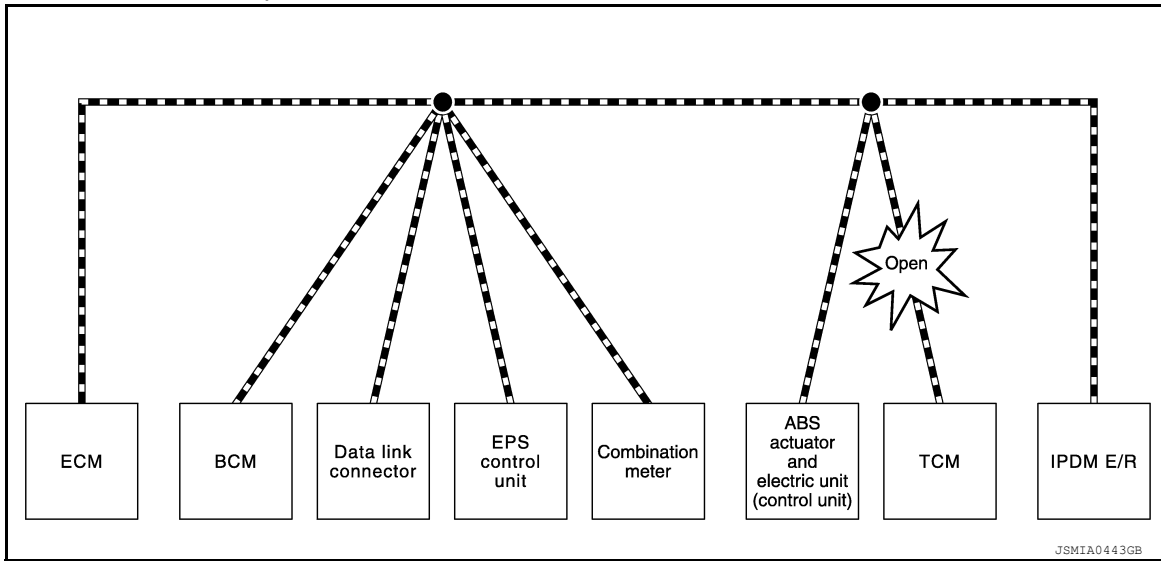 Open
ECM
BCM
Data link
connector
EPS
control
unit
Combination
meter
ABS
actuator
and
electric unit
(control unit)
TCM
IPDM E/R
JSMIA0443GB